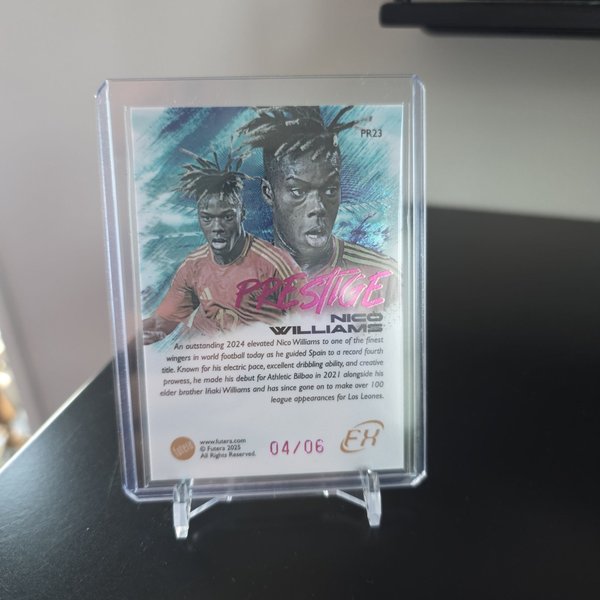 PR23
PRESTIGE
NICO
WILLIAMS
An outstanding 2024 elevated Nico Williams to one of the finest
wingers in world football today as he guided Spain to a record fourth
title. Known for his electric pace, excellent dribbling ability, and creative
prowess, he made his debut for Athletic Bilbao in 2021 alongside his
elder brother Iñaki Williams and has since gone on to make over 100
league appearances for Los Leones.
futera
www.futera.com
© Futera 2025
All Rights Reserved.
04/06
FX